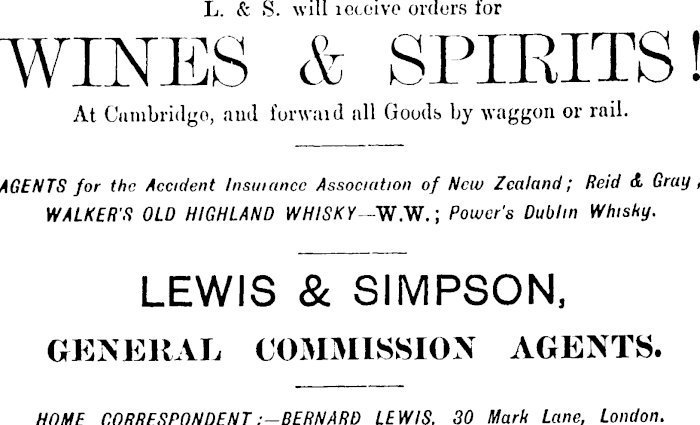 L. & S. will receive orders for
WINES & SPIRITS!
At Cambridge, and forward all Goods by waggon or rail.
AGENTS for the Accident Insurance Association of New Zealand; Reid & Gray,
WALKER'S OLD HIGHLAND WHISKY—W.W.; Power's Dublin Whisky.
LEWIS & SIMPSON,
GENERAL COMMISSION AGENTS.
HOME CORRESPONDENT:—BERNARD LEWIS, 30 Mark Lane, London.